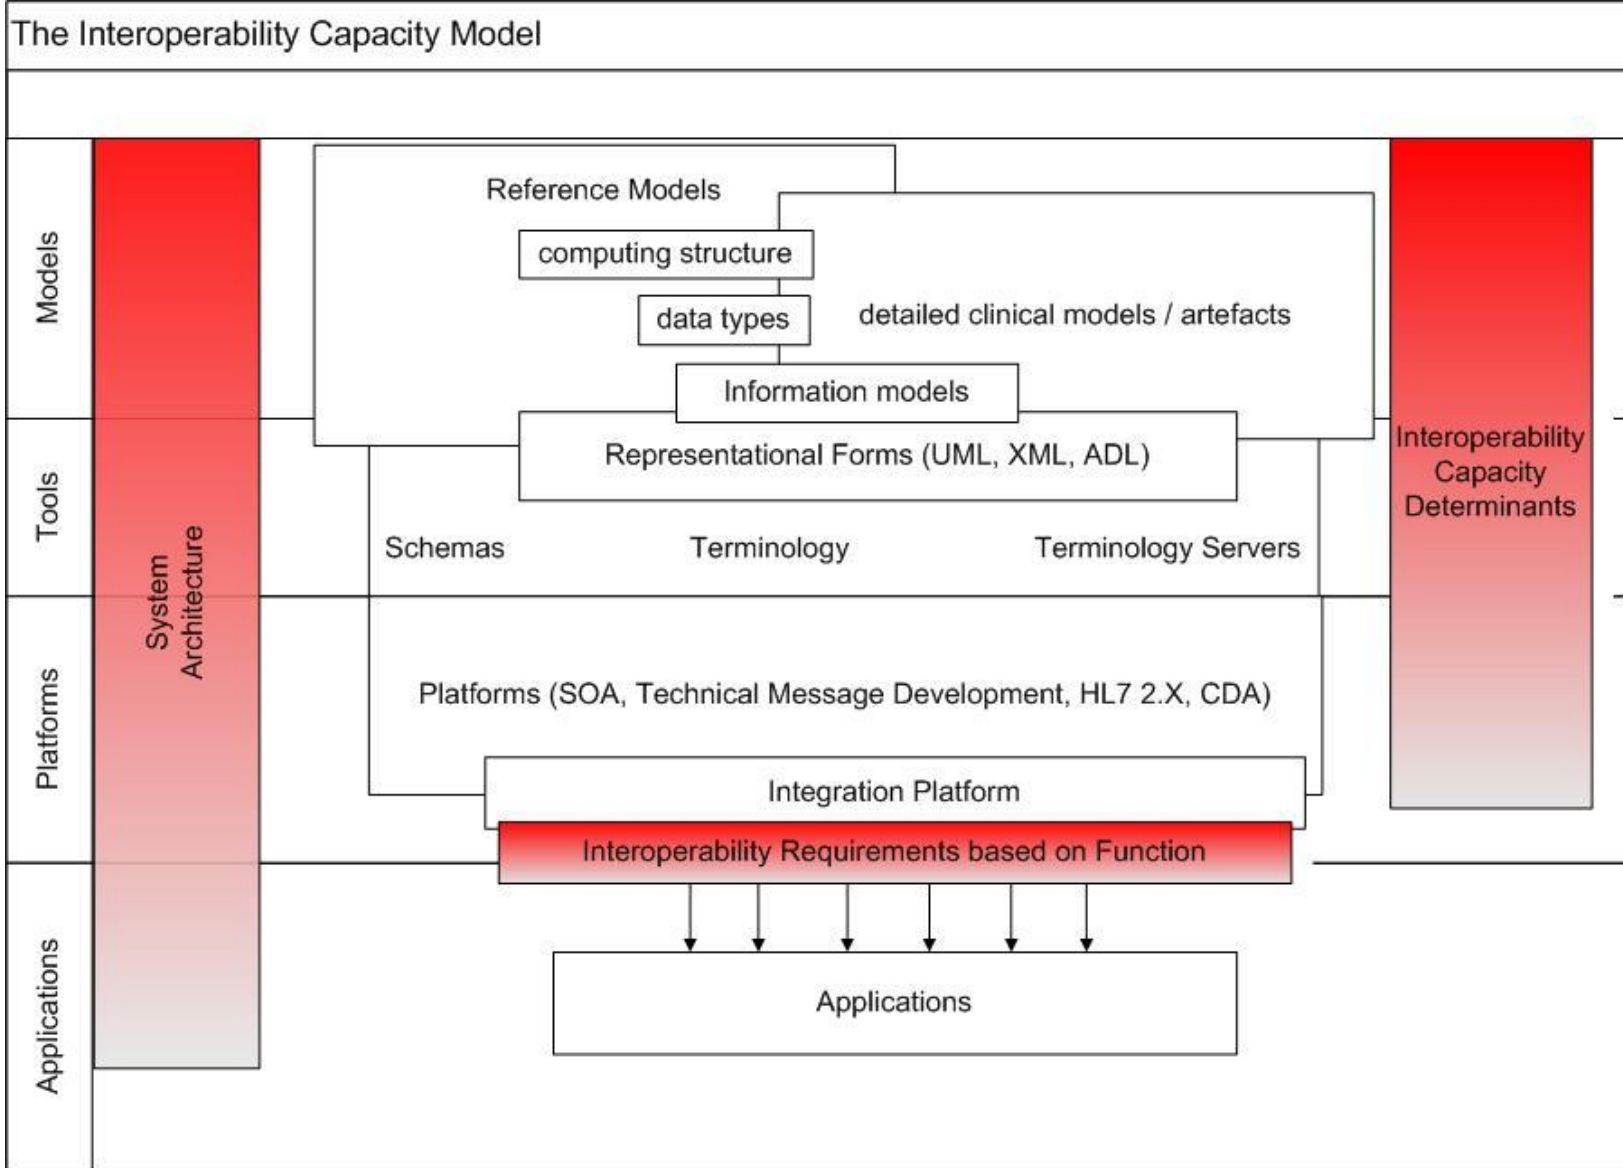 The Interoperability Capacity Model
Models
Reference Models
computing structure
data types
detailed clinical models / artefacts
Information models
Tools
Representational Forms (UML, XML, ADL)
Schemas
Terminology
Terminology Servers
Interoperability
Capacity
Determinants
System
Architecture
Platforms
Platforms (SOA, Technical Message Development, HL7 2.X, CDA)
Integration Platform
Interoperability Requirements based on Function
Applications
Applications